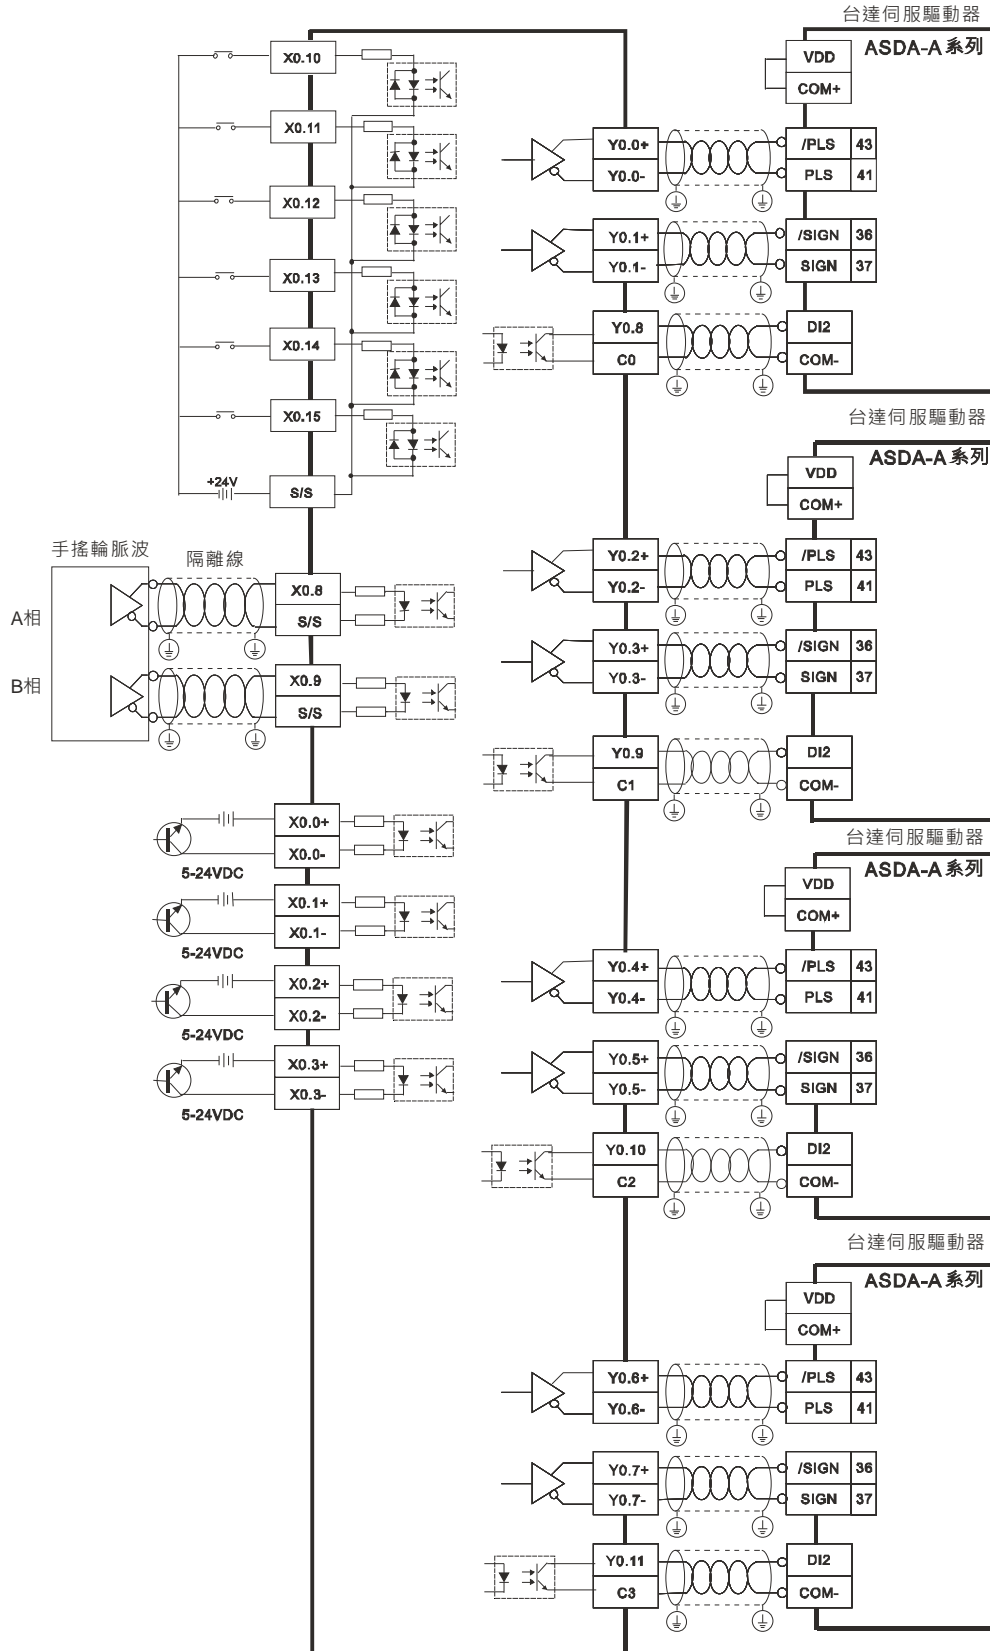 X0.10
X0.11
X0.12
X0.13
X0.14
X0.15
+24V
S/S
手搖輪脈波
隔離線
A相
X0.8
S/S
B相
X0.9
S/S
X0.0+
X0.0-
5-24VDC
X0.1+
X0.1-
5-24VDC
X0.2+
X0.2-
5-24VDC
X0.3+
X0.3-
5-24VDC
台達伺服驅動器
ASDA-A 系列
VDD
COM+
Y0.0+
/PLS 43
Y0.0-
PLS 41
Y0.1+
/SIGN 36
Y0.1-
SIGN 37
Y0.8
DI2
C0
COM-
台達伺服驅動器
ASDA-A 系列
VDD
COM+
Y0.2+
/PLS 43
Y0.2-
PLS 41
Y0.3+
/SIGN 36
Y0.3-
SIGN 37
Y0.9
DI2
C1
COM-
台達伺服驅動器
ASDA-A 系列
VDD
COM+
Y0.4+
/PLS 43
Y0.4-
PLS 41
Y0.5+
/SIGN 36
Y0.5-
SIGN 37
Y0.10
DI2
C2
COM-
台達伺服驅動器
ASDA-A 系列
VDD
COM+
Y0.6+
/PLS 43
Y0.6-
PLS 41
Y0.7+
/SIGN 36
Y0.7-
SIGN 37
Y0.11
DI2
C3
COM-